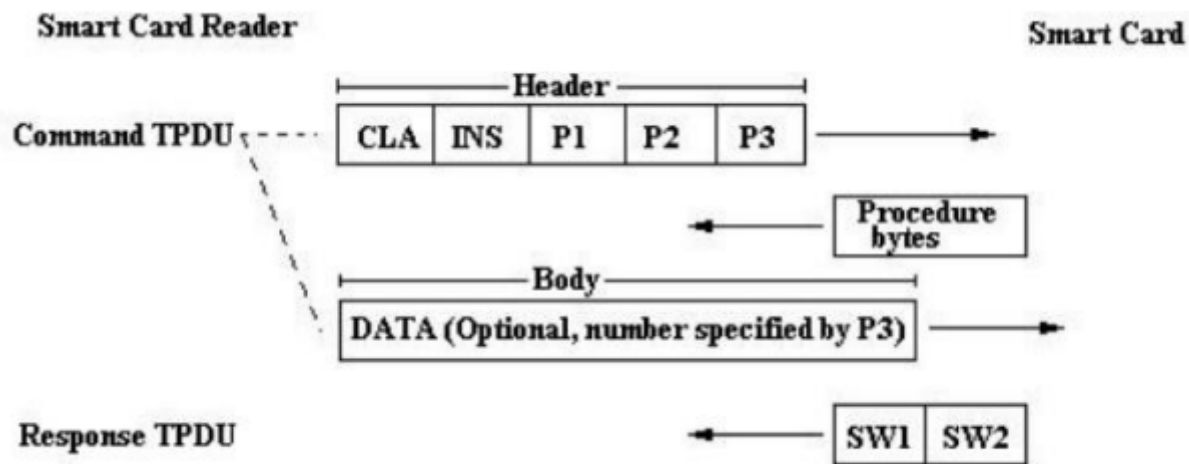 Smart Card Reader
Smart Card
Header
Command TPDU
CLA INS P1 P2 P3
Procedure
bytes
Body
DATA (Optional, number specified by P3)
Response TPDU
SW1 SW2